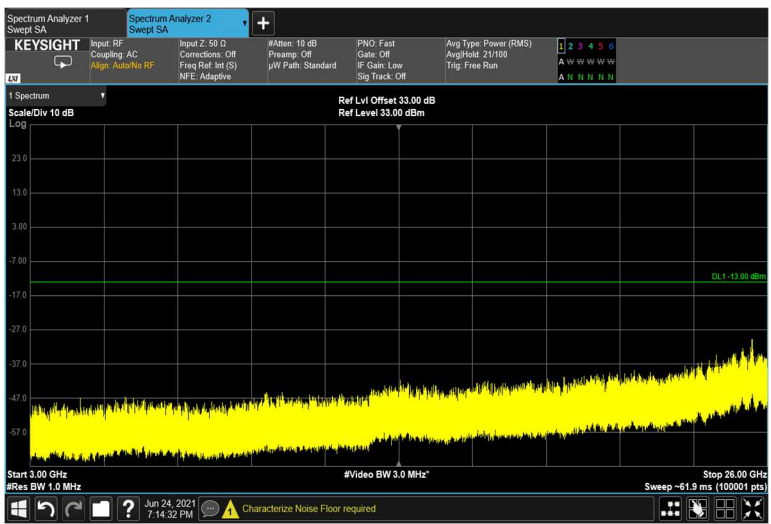 Spectrum Analyzer 1
Swept SA
Spectrum Analyzer 2
Swept SA
+
KEYSIGHT
LXI
Input: RF
Coupling: AC
Align: Auto/No RF
Input Z: 50 Ω
Corrections: Off
Freq Ref: Int (S)
NFE: Adaptive
#Atten: 10 dB
Preamp: Off
µW Path: Standard
PNO: Fast
Gate: Off
IF Gain: Low
Sig Track: Off
Avg Type: Power (RMS)
Avg|Hold: 21/100
Trig: Free Run
1 2 3 4 5 6
A W W W W W
A N N N N N
1 Spectrum
Scale/Div 10 dB
Ref Lvl Offset 33.00 dB
Ref Level 33.00 dBm
Log
23.0
13.0
3.00
-7.00
DL1 -13.00 dBm
-17.0
-27.0
-37.0
-47.0
-57.0
Start 3.00 GHz
#Video BW 3.0 MHz*
Stop 26.00 GHz
#Res BW 1.0 MHz
Sweep ~61.9 ms (100001 pts)
?
Jun 24, 2021
7:14:32 PM
1
Characterize Noise Floor required